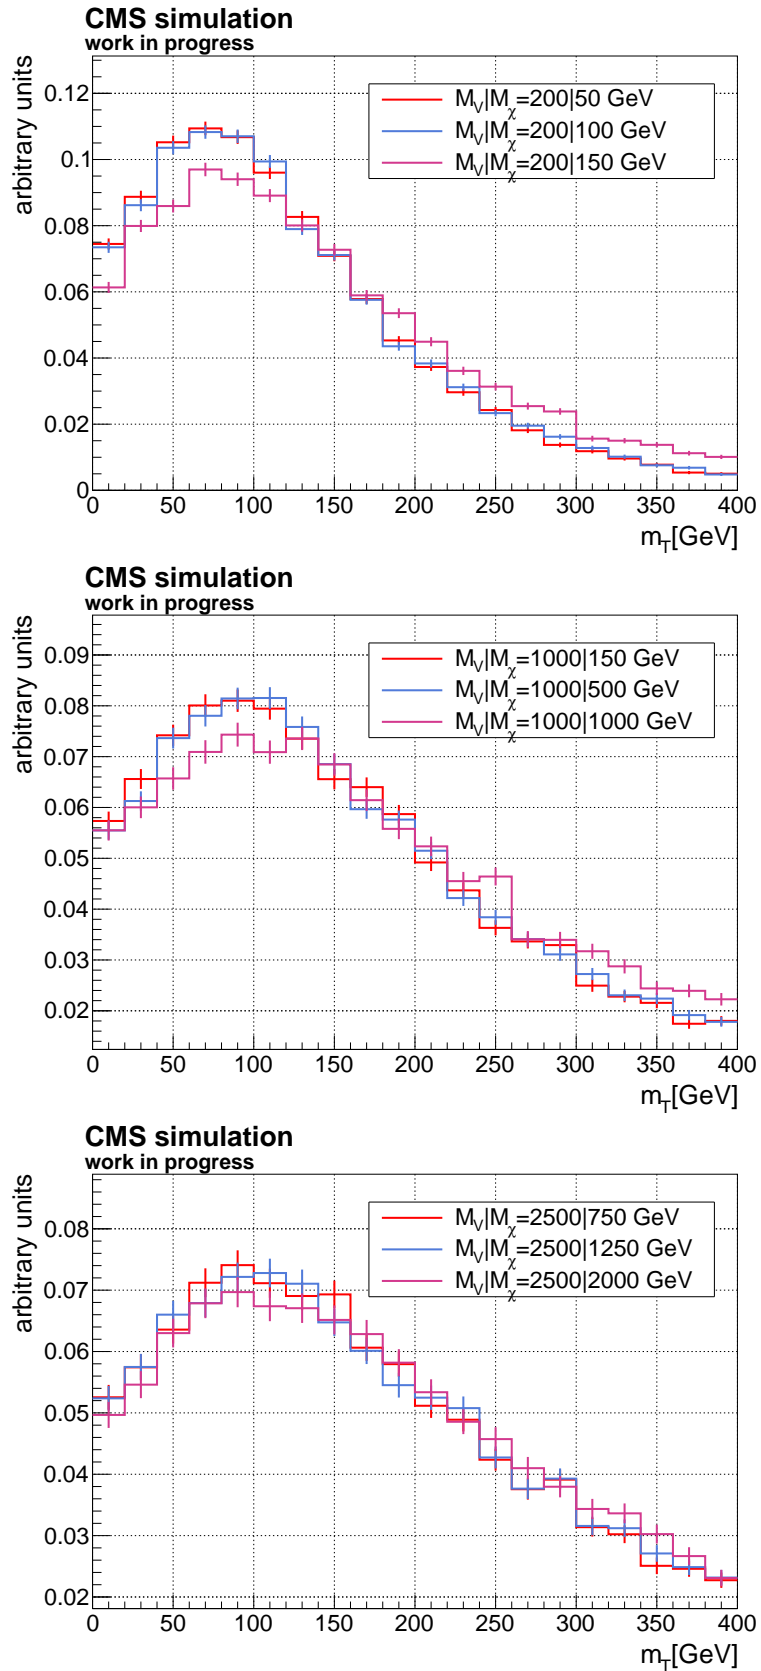 CMS simulation
work in progress
arbitrary units
M_V|M_χ=200|50 GeV
M_V|M_χ=200|100 GeV
M_V|M_χ=200|150 GeV
0.12
0.1
0.08
0.06
0.04
0.02
0
0 50 100 150 200 250 300 350 400
m_T[GeV]
CMS simulation
work in progress
arbitrary units
M_V|M_χ=1000|150 GeV
M_V|M_χ=1000|500 GeV
M_V|M_χ=1000|1000 GeV
0.09
0.08
0.07
0.06
0.05
0.04
0.03
0.02
0 50 100 150 200 250 300 350 400
m_T[GeV]
CMS simulation
work in progress
arbitrary units
M_V|M_χ=2500|750 GeV
M_V|M_χ=2500|1250 GeV
M_V|M_χ=2500|2000 GeV
0.08
0.07
0.06
0.05
0.04
0.03
0.02
0 50 100 150 200 250 300 350 400
m_T[GeV]